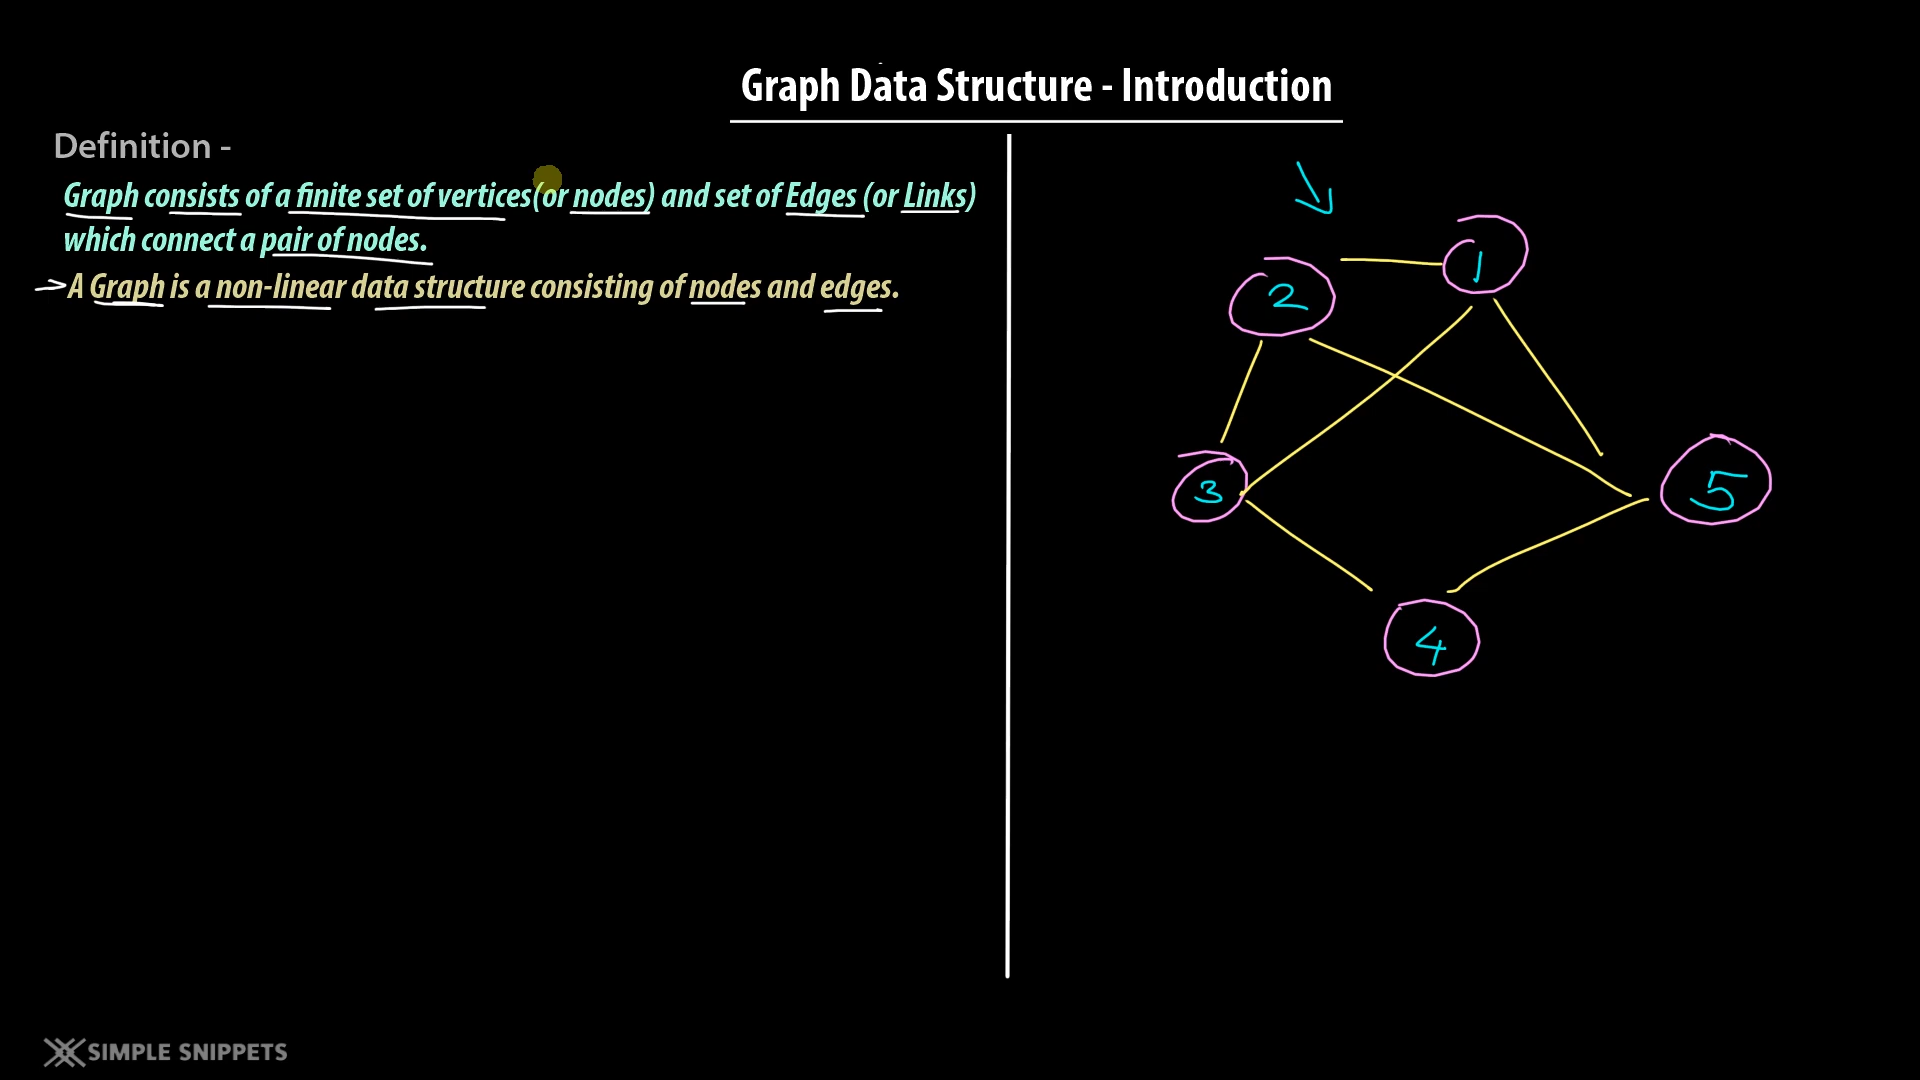 Graph Data Structure - Introduction
Definition -
Graph consists of a finite set of vertices(or nodes) and set of Edges (or Links)
which connect a pair of nodes.
A Graph is a non-linear data structure consisting of nodes and edges.
1
2
3
5
4
SIMPLE SNIPPETS